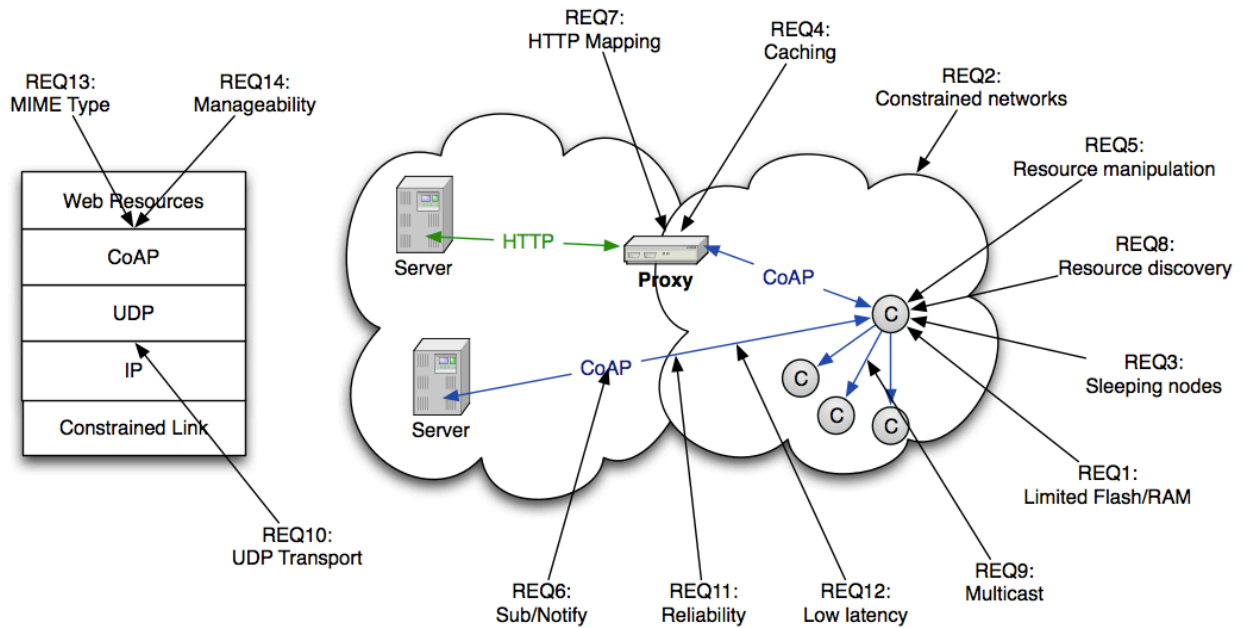 REQ7:
HTTP Mapping
REQ4:
Caching
REQ13:
MIME Type
REQ14:
Manageability
REQ2:
Constrained networks
REQ5:
Resource manipulation
Web Resources
CoAP
UDP
IP
Constrained Link
Server
HTTP
Proxy
CoAP
REQ8:
Resource discovery
C
Server
CoAP
C
C
C
REQ3:
Sleeping nodes
REQ1:
Limited Flash/RAM
REQ10:
UDP Transport
REQ6:
Sub/Notify
REQ11:
Reliability
REQ12:
Low latency
REQ9:
Multicast